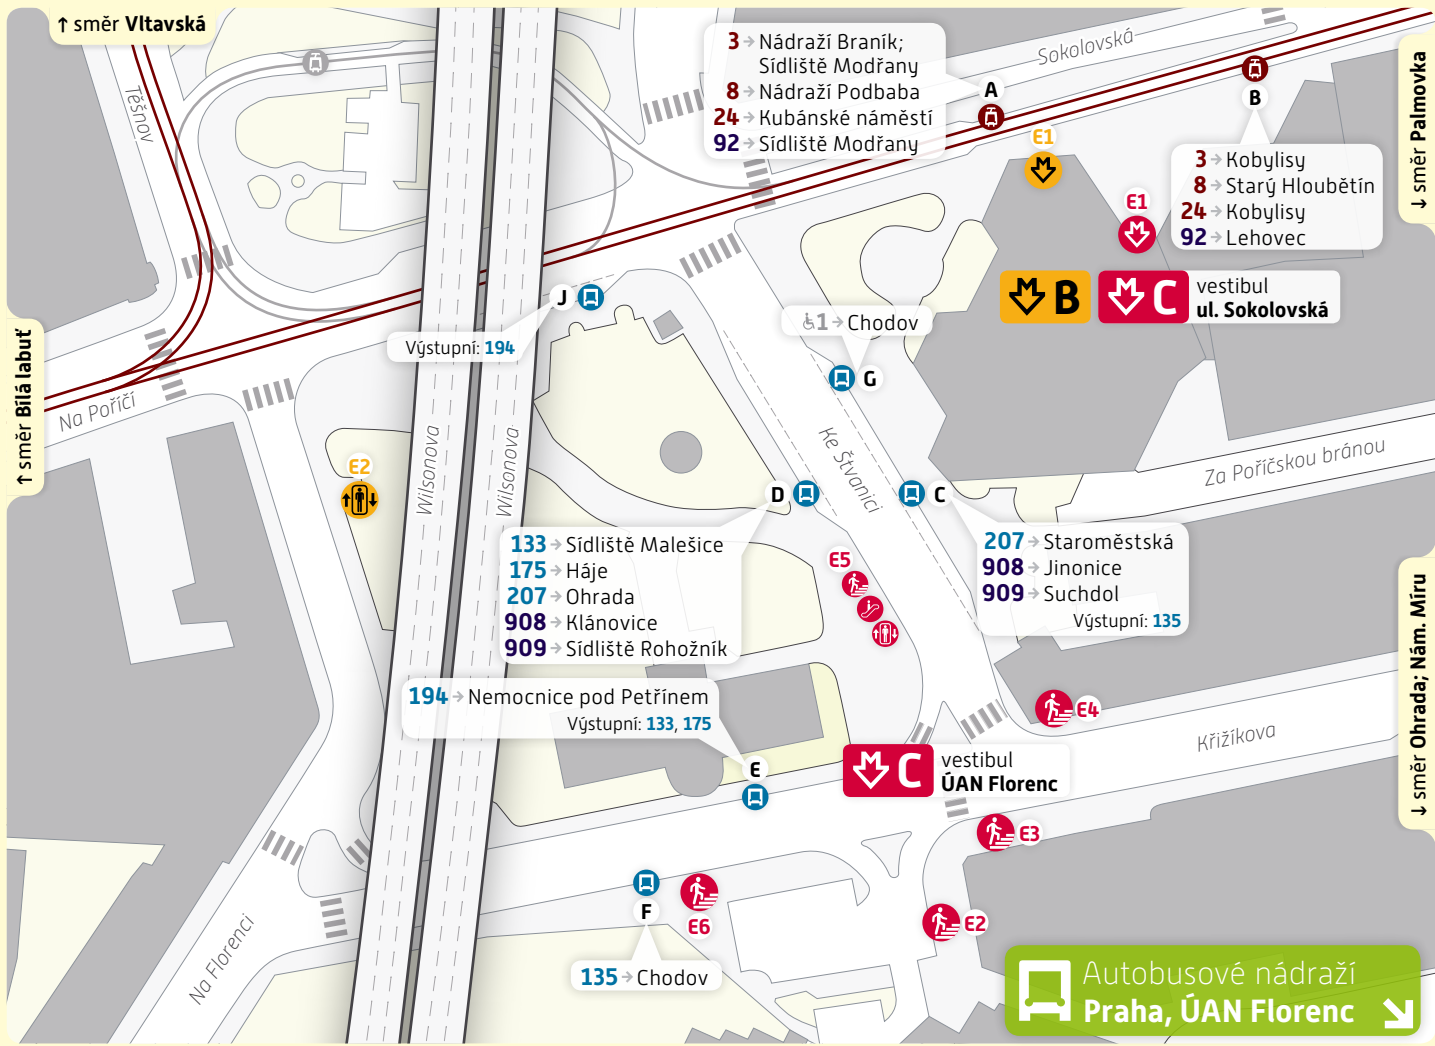 ↑ směr Vltavská
Těšnov
3 → Nádraží Braník;
Sídliště Modřany
8 → Nádraží Podbaba
24 → Kubánské náměstí
92 → Sídliště Modřany
A
Sokolovská
B
E1
E1
3 → Kobylisy
8 → Starý Hloubětín
24 → Kobylisy
92 → Lehovec
↓ směr Palmovka
B
C
vestibul
ul. Sokolovská
J
Výstupní: 194
1 → Chodov
G
↑ směr Bílá labuť
Na Poříčí
Wilsonova
Wilsonova
Ke Štvanici
Za Poříčskou bránou
E2
D
133 → Sídliště Malešice
175 → Háje
207 → Ohrada
908 → Klánovice
909 → Sídliště Rohožník
E5
C
207 → Staroměstská
908 → Jinonice
909 → Suchdol
Výstupní: 135
↓ směr Ohrada; Nám. Míru
194 → Nemocnice pod Petřínem
Výstupní: 133, 175
E
E4
Křižíkova
C
vestibul
ÚAN Florenc
E3
Na Florenci
F
E6
E2
135 → Chodov
Autobusové nádraží
Praha, ÚAN Florenc